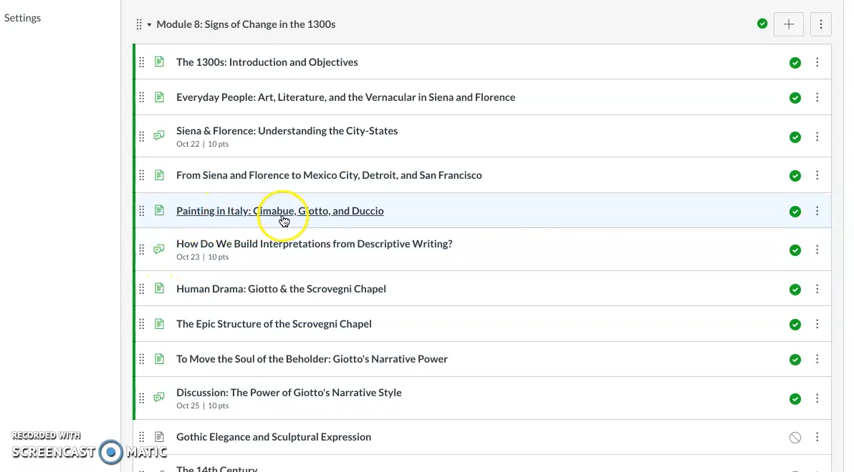 Settings
Module 8: Signs of Change in the 1300s
The 1300s: Introduction and Objectives
Everyday People: Art, Literature, and the Vernacular in Siena and Florence
Siena & Florence: Understanding the City-States
Oct 22 | 10 pts
From Siena and Florence to Mexico City, Detroit, and San Francisco
Painting in Italy: Cimabue, Giotto, and Duccio
How Do We Build Interpretations from Descriptive Writing?
Oct 23 | 10 pts
Human Drama: Giotto & the Scrovegni Chapel
The Epic Structure of the Scrovegni Chapel
To Move the Soul of the Beholder: Giotto's Narrative Power
Discussion: The Power of Giotto's Narrative Style
Oct 25 | 10 pts
Gothic Elegance and Sculptural Expression
The 14th Century
RECORDED WITH
SCREENCAST MATIC